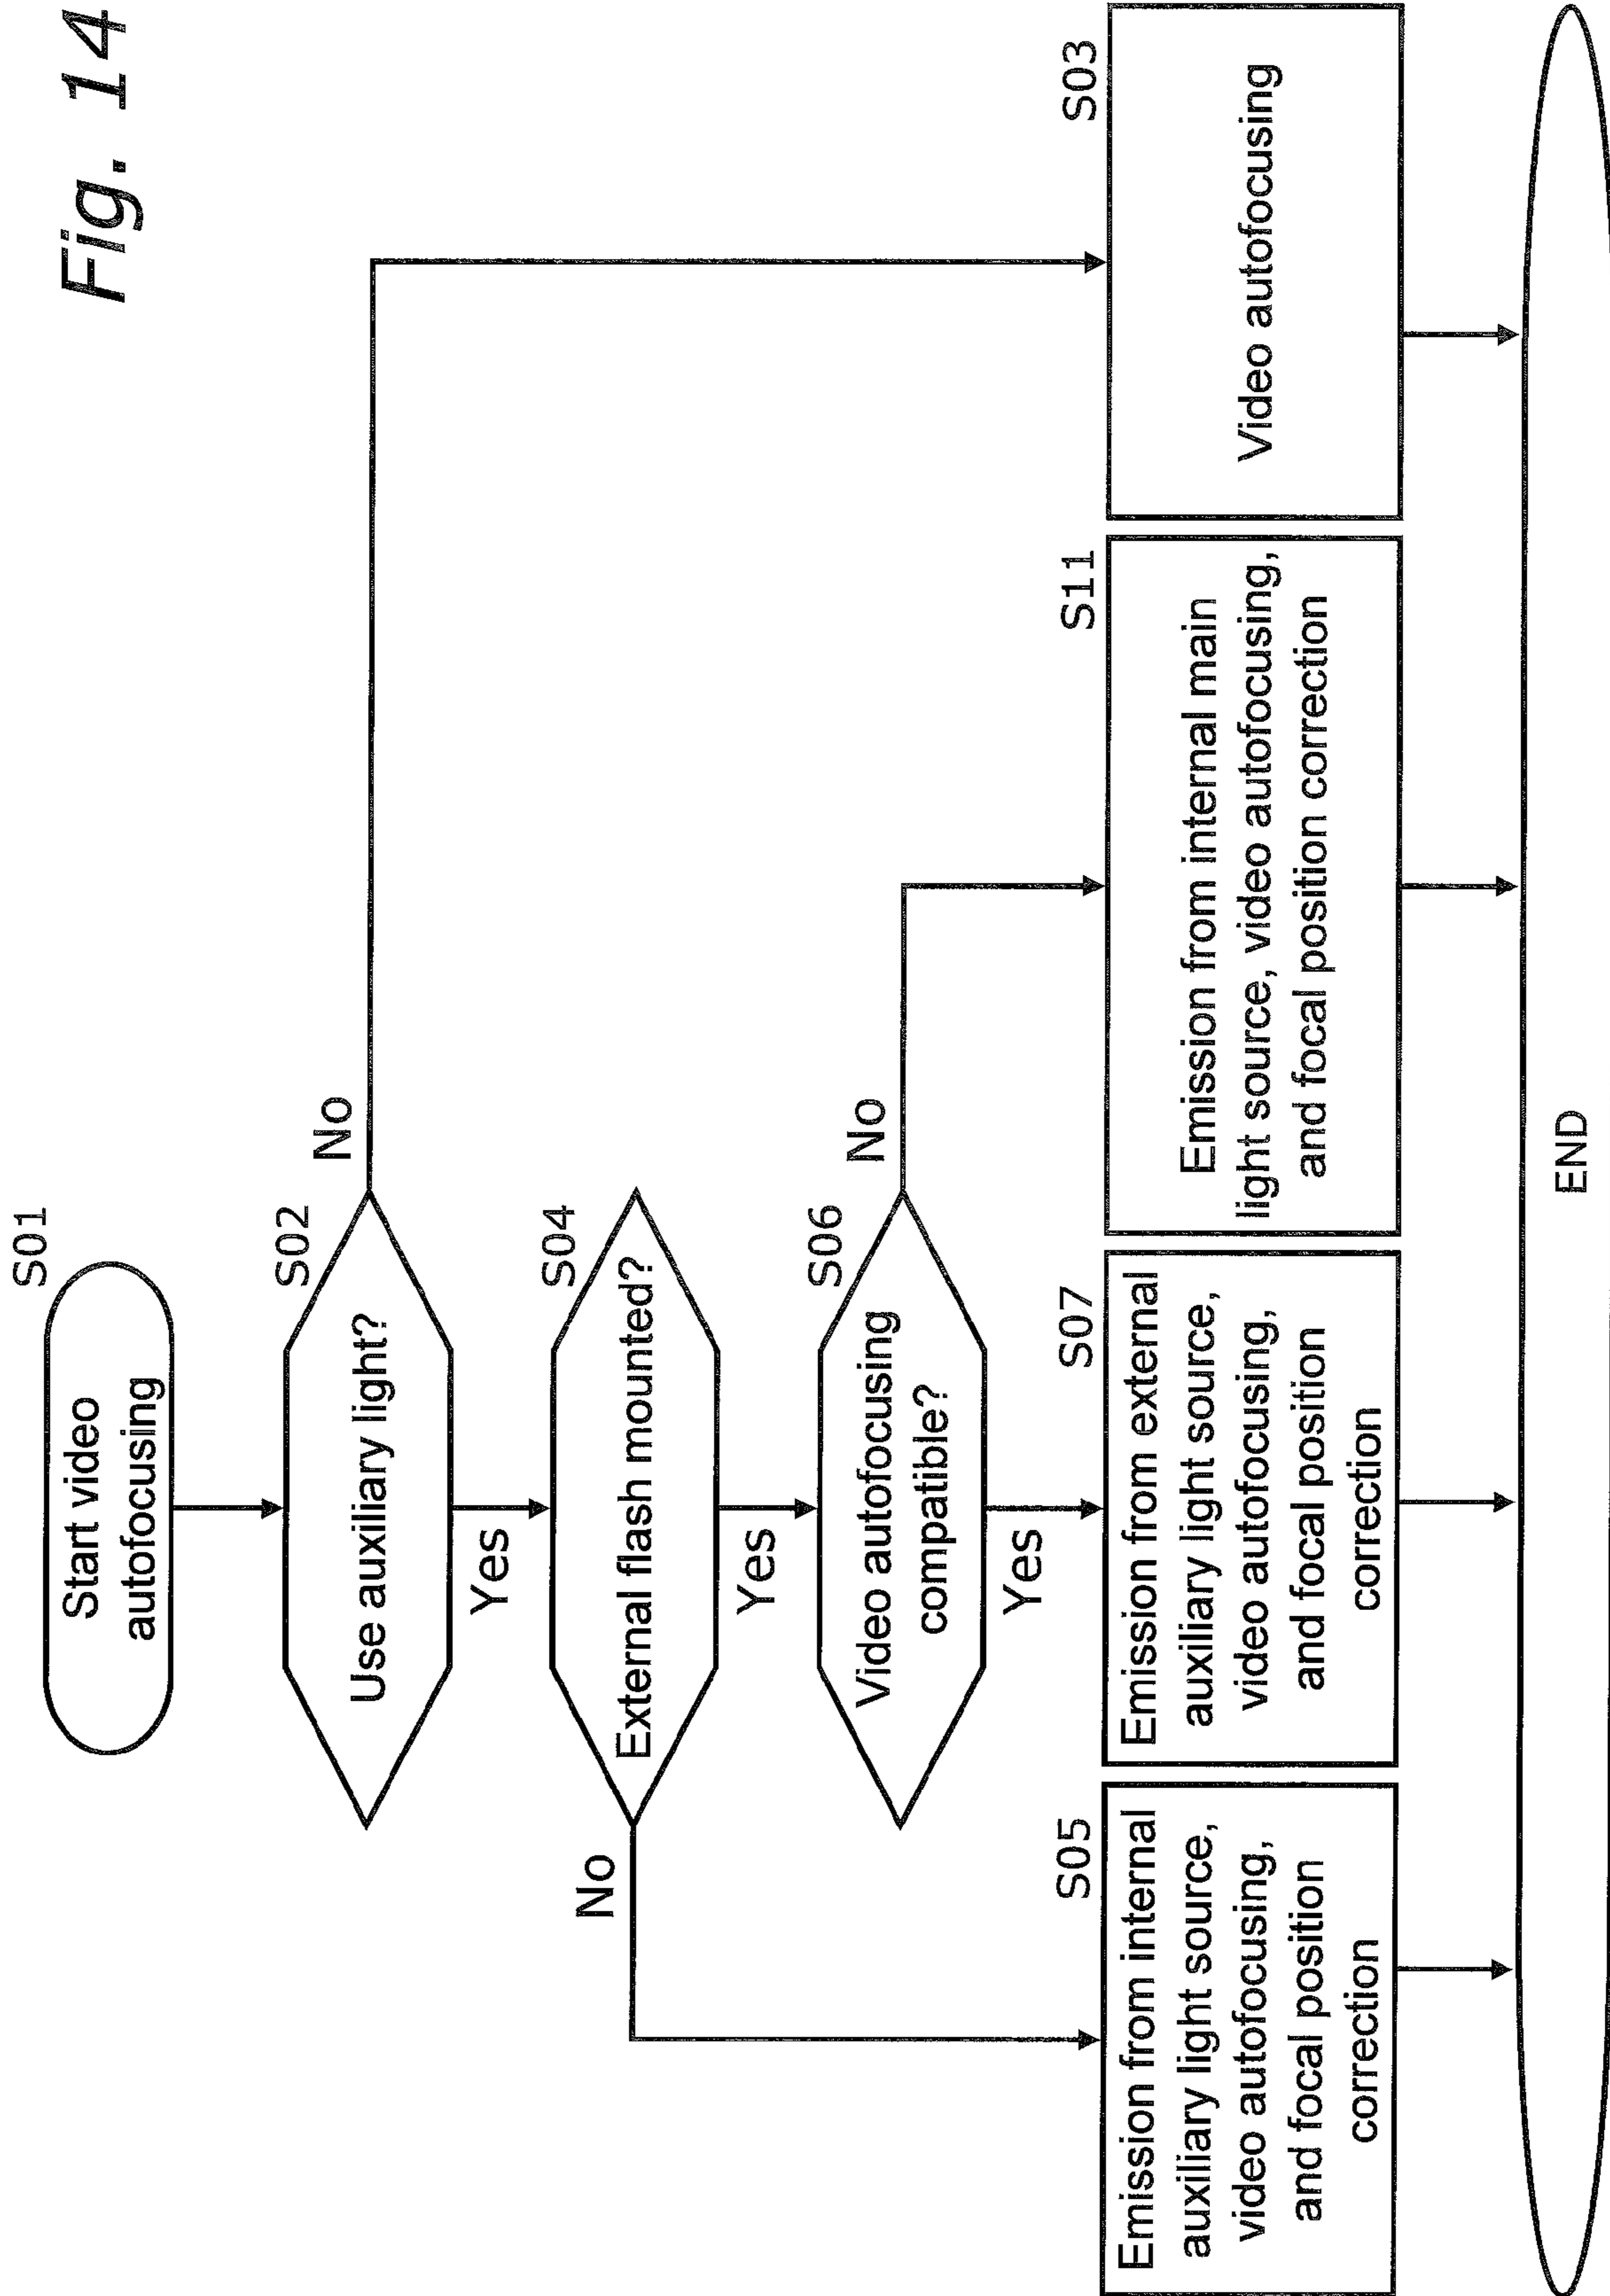 Fig. 14
S01
Start video
autofocusing
S02
Use auxiliary light?
No
Yes
S04
External flash mounted?
No
Yes
S06
Video autofocusing
compatible?
No
Yes
S05
Emission from internal
auxiliary light source,
video autofocusing,
and focal position
correction
S07
Emission from external
auxiliary light source,
video autofocusing,
and focal position
correction
S11
Emission from internal main
light source, video autofocusing,
and focal position correction
S03
Video autofocusing
END